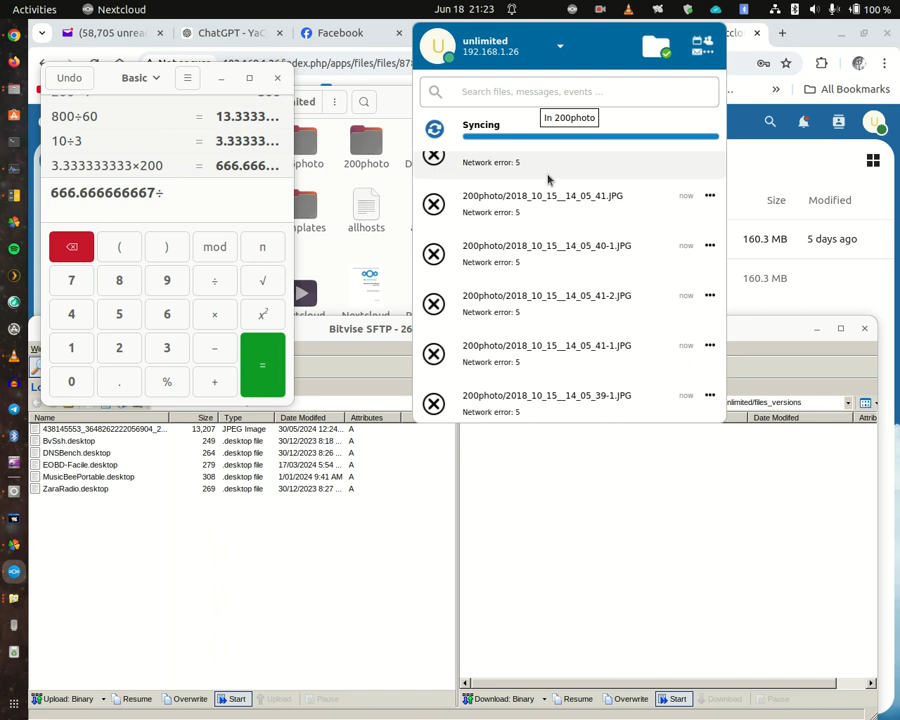 Activities
Nextcloud
Jun 18 21:23
100 %
(58,705 unrea
ChatGPT - YaC
Facebook
All Bookmarks
Undo
Basic
800÷60 = 13.3333...
10÷3 = 3.33333...
3.333333333×200 = 666.666...
666.666666667÷
( ) mod π
7 8 9 ÷ √
4 5 6 × x²
1 2 3 − =
0 . % +
200photo
allhosts
unlimited
192.168.1.26
Search files, messages, events ...
In 200photo
Syncing
Network error: 5
200photo/2018_10_15__14_05_41.JPG
now
Network error: 5
200photo/2018_10_15__14_05_40-1.JPG
now
Network error: 5
200photo/2018_10_15__14_05_41-2.JPG
now
Network error: 5
200photo/2018_10_15__14_05_41-1.JPG
now
Network error: 5
200photo/2018_10_15__14_05_39-1.JPG
now
Network error: 5
Size Modified
160.3 MB 5 days ago
160.3 MB
Bitvise SFTP - 26
nlimited/files_versions
Name Size Type Date Modified Attributes
Date Modified Attrib
438145553_3648262222056904_2... 13,207 JPEG Image 30/05/2024 12:24... A
BvSsh.desktop 249 .desktop file 30/12/2023 8:18 ... A
DNSBench.desktop 264 .desktop file 30/12/2023 8:26 ... A
EOBD-Facile.desktop 279 .desktop file 17/03/2024 5:54 ... A
MusicBeePortable.desktop 308 .desktop file 1/01/2024 9:41 AM A
ZaraRadio.desktop 269 .desktop file 30/12/2023 8:27 ... A
Upload: Binary Resume Overwrite Start Upload Pause
Download: Binary Resume Overwrite Start Download Pause